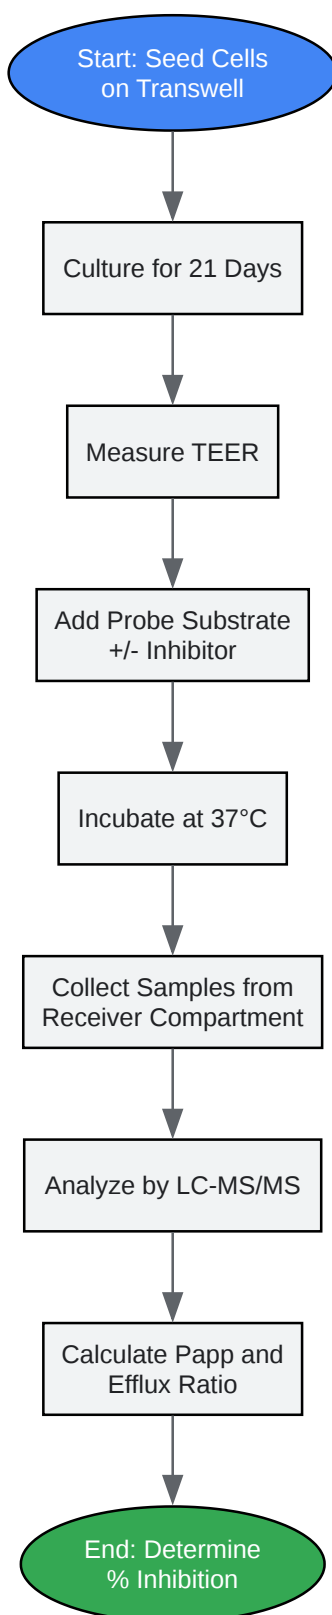 Start: Seed Cells
on Transwell
Culture for 21 Days
Measure TEER
Add Probe Substrate
+/- Inhibitor
Incubate at 37°C
Collect Samples from
Receiver Compartment
Analyze by LC-MS/MS
Calculate Papp and
Efflux Ratio
End: Determine
% Inhibition